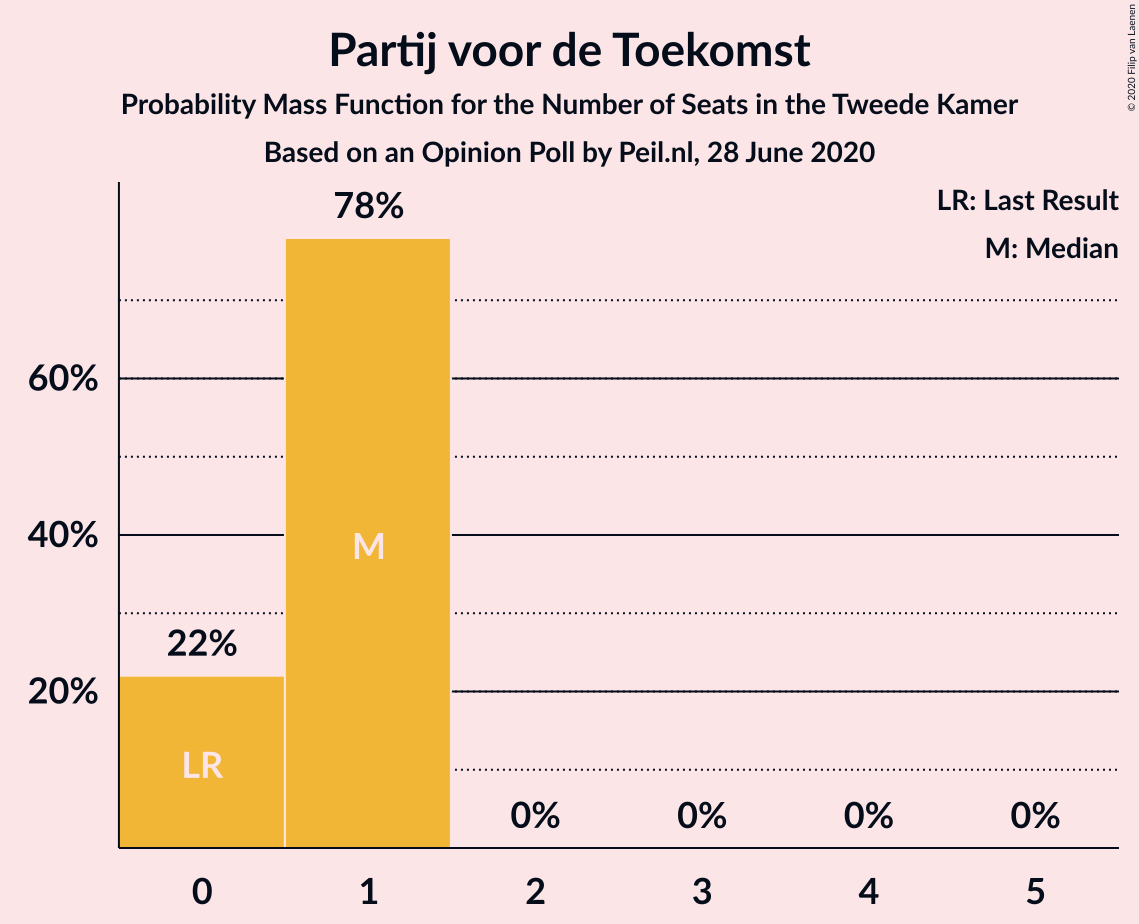 Partij voor de Toekomst
Probability Mass Function for the Number of Seats in the Tweede Kamer
Based on an Opinion Poll by Peil.nl, 28 June 2020
© 2020 Filip van Laenen
LR: Last Result
M: Median
78%
60%
M
40%
22%
20%
LR
0% 0% 0% 0%
0 1 2 3 4 5